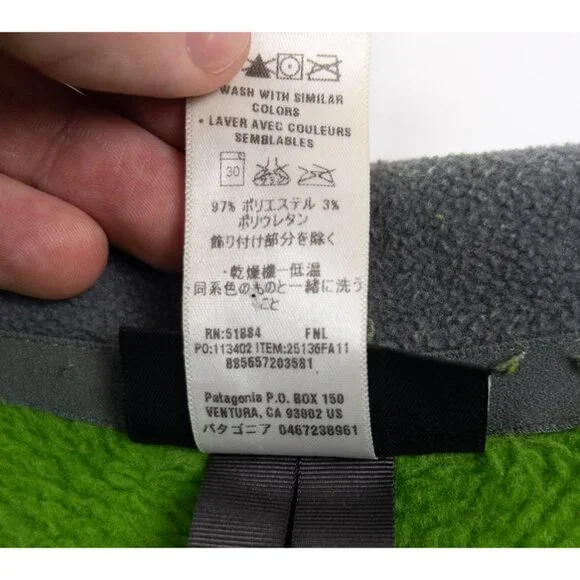 WASH WITH SIMILAR
COLORS
• LAVER AVEC COULEURS
SEMBLABLES
30
97% ポリエステル 3%
ポリウレタン
飾り付け部分を除く
・乾燥機ー低温
・同系色のものと一緒に洗う
こと
RN:51884 FNL
PO:113402 ITEM:25136FA11
885657203581
Patagonia P.O. BOX 150
VENTURA, CA 93002 US
パタゴニア 0467238961